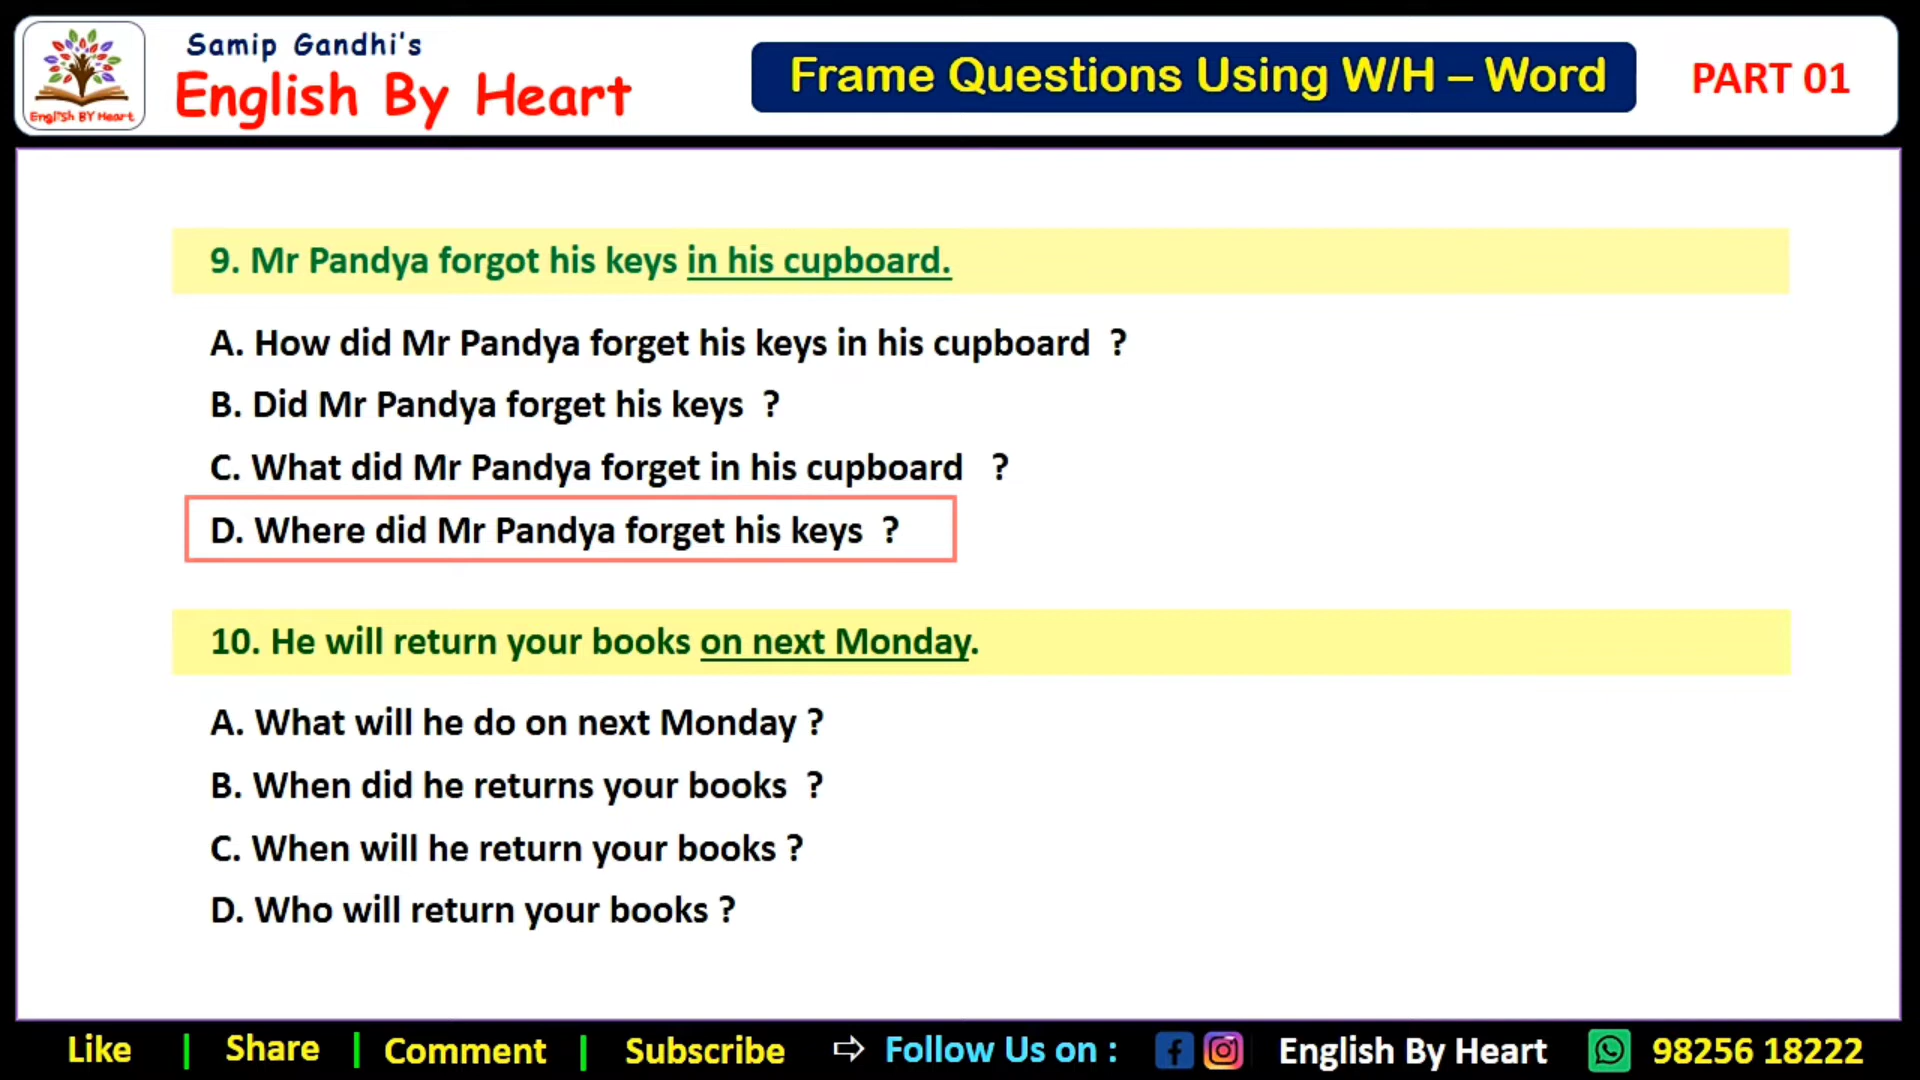 Samip Gandhi's
English By Heart
English BY Heart
Frame Questions Using W/H – Word
PART 01
9. Mr Pandya forgot his keys in his cupboard.
A. How did Mr Pandya forget his keys in his cupboard ?
B. Did Mr Pandya forget his keys ?
C. What did Mr Pandya forget in his cupboard ?
D. Where did Mr Pandya forget his keys ?
10. He will return your books on next Monday.
A. What will he do on next Monday ?
B. When did he returns your books ?
C. When will he return your books ?
D. Who will return your books ?
Like | Share | Comment | Subscribe ⇨ Follow Us on : English By Heart 98256 18222